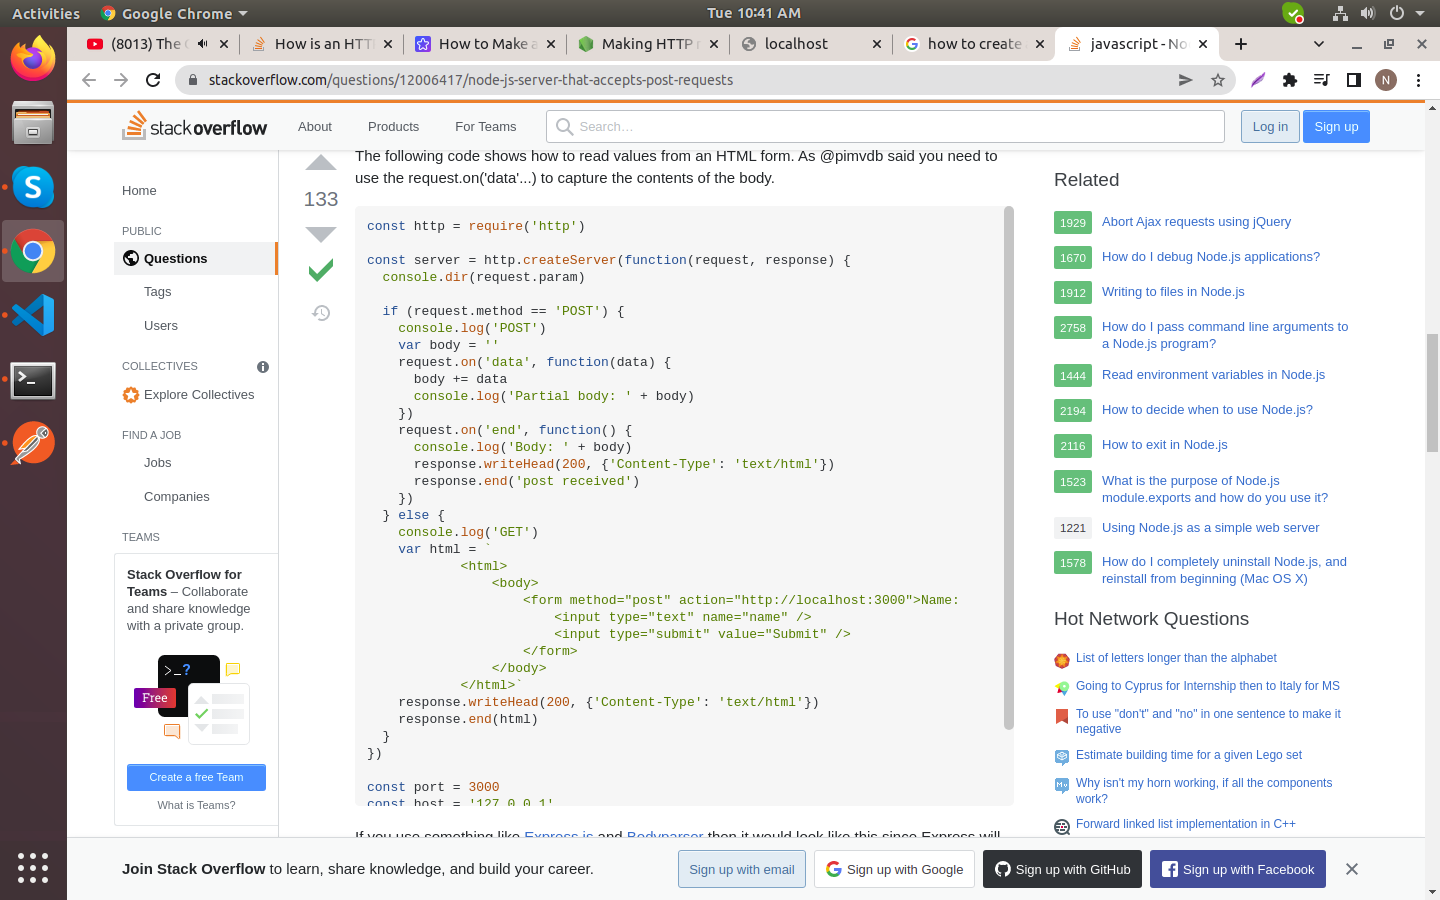 Activities
Google Chrome
Tue 10:41 AM
(8013) The
How is an HTT
How to Make a
Making HTTP r
localhost
how to create
javascript - No
stackoverflow.com/questions/12006417/node-js-server-that-accepts-post-requests
N
stackoverflow
About
Products
For Teams
Search…
Log in
Sign up
Home
PUBLIC
Questions
Tags
Users
COLLECTIVES
Explore Collectives
FIND A JOB
Jobs
Companies
TEAMS
Stack Overflow for
Teams – Collaborate
and share knowledge
with a private group.
>_?
Free
Create a free Team
What is Teams?
133
The following code shows how to read values from an HTML form. As @pimvdb said you need to
use the request.on('data'...) to capture the contents of the body.
const http = require('http')
const server = http.createServer(function(request, response) {
console.dir(request.param)
if (request.method == 'POST') {
console.log('POST')
var body = ''
request.on('data', function(data) {
body += data
console.log('Partial body: ' + body)
})
request.on('end', function() {
console.log('Body: ' + body)
response.writeHead(200, {'Content-Type': 'text/html'})
response.end('post received')
})
} else {
console.log('GET')
var html = `
<html>
<body>
<form method="post" action="http://localhost:3000">Name:
<input type="text" name="name" />
<input type="submit" value="Submit" />
</form>
</body>
</html>`
response.writeHead(200, {'Content-Type': 'text/html'})
response.end(html)
}
})
const port = 3000
const host = '127.0.0.1'
If you use something like Express.js and Bodyparser then it would look like this since Express will
Related
1929 Abort Ajax requests using jQuery
1670 How do I debug Node.js applications?
1912 Writing to files in Node.js
2758 How do I pass command line arguments to
a Node.js program?
1444 Read environment variables in Node.js
2194 How to decide when to use Node.js?
2116 How to exit in Node.js
1523 What is the purpose of Node.js
module.exports and how do you use it?
1221 Using Node.js as a simple web server
1578 How do I completely uninstall Node.js, and
reinstall from beginning (Mac OS X)
Hot Network Questions
List of letters longer than the alphabet
Going to Cyprus for Internship then to Italy for MS
To use "don't" and "no" in one sentence to make it
negative
Estimate building time for a given Lego set
Why isn't my horn working, if all the components
work?
Forward linked list implementation in C++
Join Stack Overflow to learn, share knowledge, and build your career.
Sign up with email
Sign up with Google
Sign up with GitHub
Sign up with Facebook